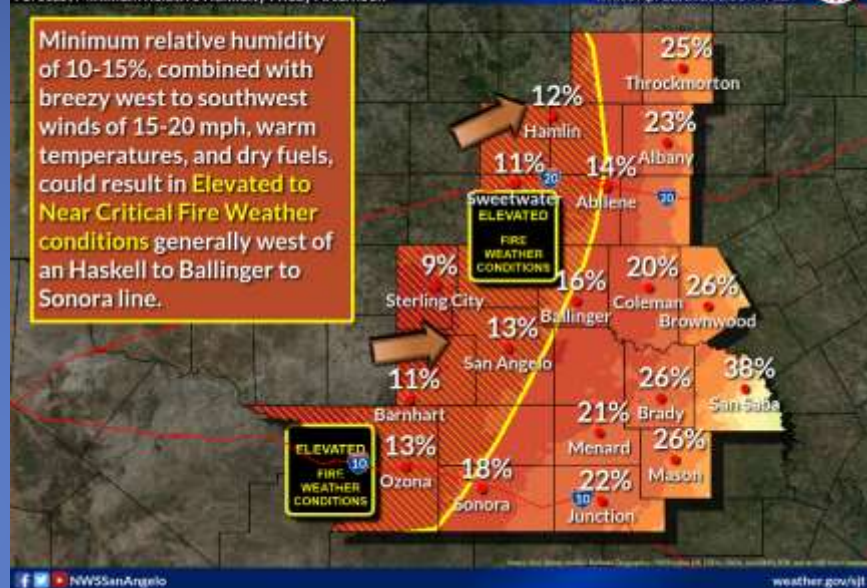 Minimum relative humidity
of 10-15%, combined with
breezy west to southwest
winds of 15-20 mph, warm
temperatures, and dry fuels,
could result in Elevated to
Near Critical Fire Weather
conditions generally west of
an Haskell to Ballinger to
Sonora line.
25%
Throckmorton
12%
Hamlin
23%
Albany
11%
Sweetwater
20
14%
Abilene
20
ELEVATED
FIRE
WEATHER
CONDITIONS
9%
Sterling City
16%
Ballinger
20%
Coleman
26%
Brownwood
13%
San Angelo
11%
Barnhart
26%
Brady
38%
San Saba
21%
Menard
26%
Mason
ELEVATED
FIRE
WEATHER
CONDITIONS
10
13%
Ozona
18%
Sonora
22%
10
Junction
NWSSanAngelo
weather.gov/sjt